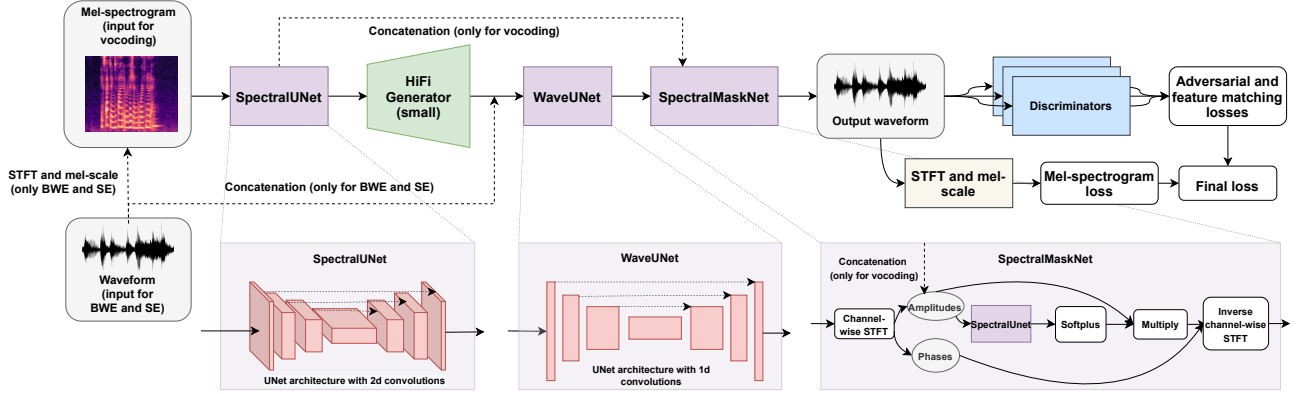 Mel-spectrogram
(input for
vocoding)
Concatenation (only for vocoding)
SpectralUNet
HiFi
Generator
(small)
WaveUNet
SpectralMaskNet
Output waveform
Discriminators
Adversarial and
feature matching
losses
STFT and mel-scale
(only BWE and SE)
Concatenation (only for BWE and SE)
STFT and mel-
scale
Mel-spectrogram
loss
Final loss
Waveform
(input for
BWE and SE)
SpectralUNet
UNet architecture with 2d convolutions
WaveUNet
UNet architecture with 1d
convolutions
Concatenation
(only for vocoding)
SpectralMaskNet
Channel-
wise STFT
Amplitudes
Phases
SpectralUnet
Softplus
Multiply
Inverse
channel-wise
STFT